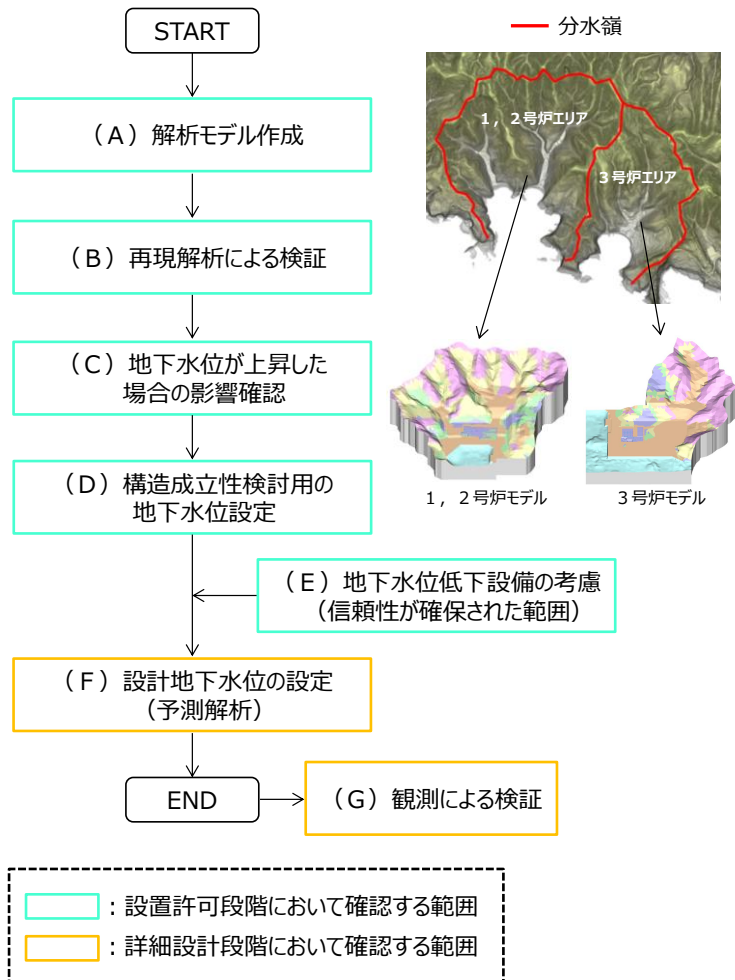 START
（A）解析モデル作成
（B）再現解析による検証
（C）地下水位が上昇した
場合の影響確認
（D）構造成立性検討用の
地下水位設定
（E）地下水位低下設備の考慮
（信頼性が確保された範囲）
（F）設計地下水位の設定
（予測解析）
END
（G）観測による検証
分水嶺
1，2号炉エリア
3号炉エリア
1，2号炉モデル
3号炉モデル
：設置許可段階において確認する範囲
：詳細設計段階において確認する範囲